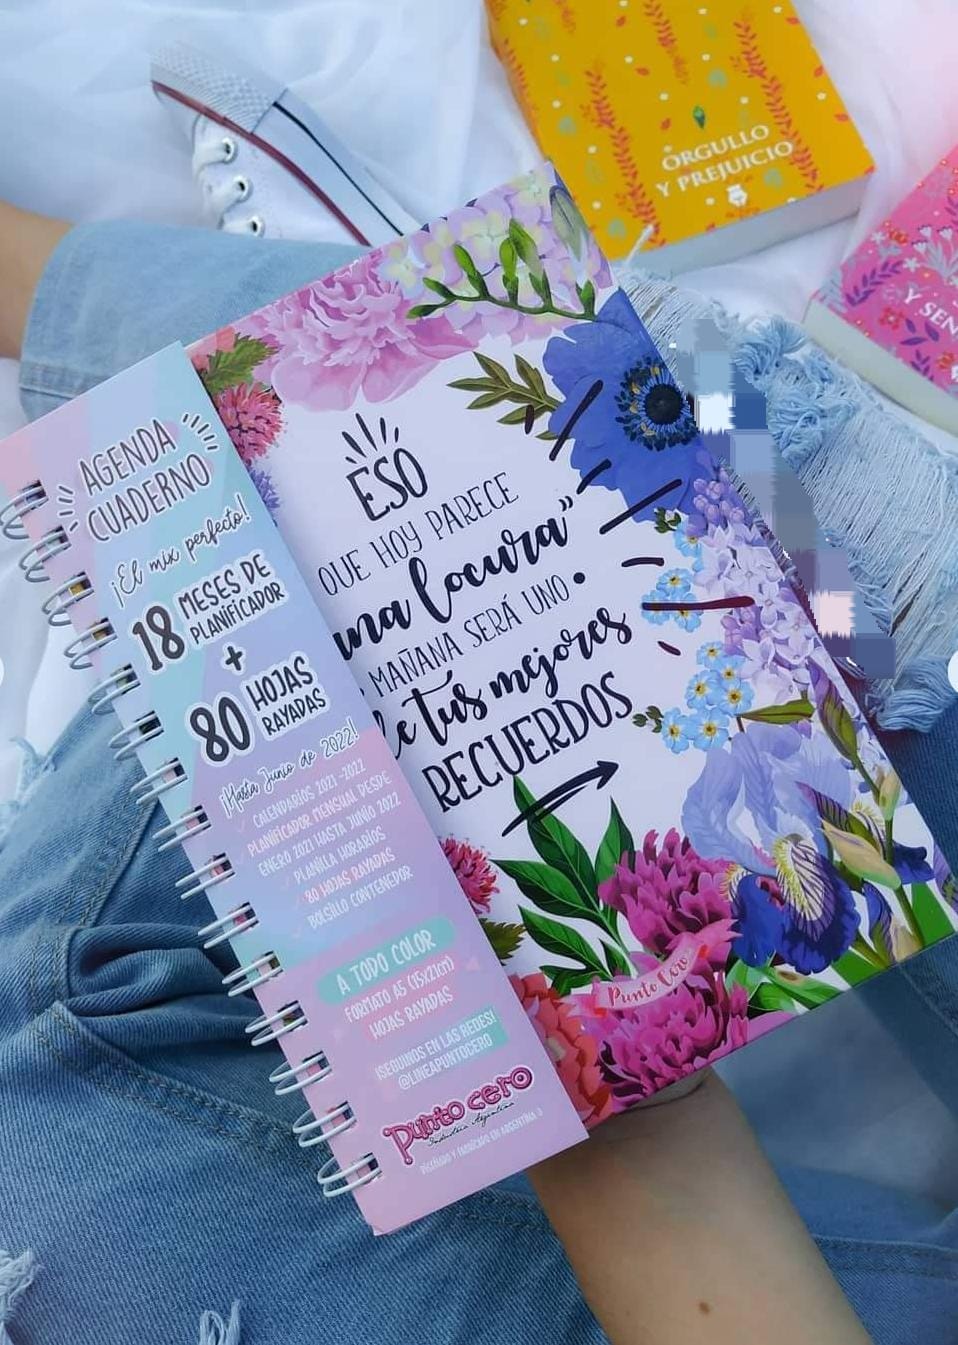 ORGULLO
Y PREJUICIO
Y SEN
AGENDA
CUADERNO
¡El mix perfecto!
18 MESES DE
PLANIFICADOR
+
80 HOJAS
RAYADAS
¡Hasta Junio de 2022!
CALENDARIOS 2021-2022
PLANIFICADOR MENSUAL DESDE
ENERO 2021 HASTA JUNIO 2022
PLANILLA HORARIOS
80 HOJAS RAYADAS
BOLSILLO CONTENEDOR
A TODO COLOR
FORMATO A5 (15x21cm)
HOJAS RAYADAS
¡SEGUINOS EN LAS REDES!
@LINEAPUNTOCERO
Punto cero
Industria Argentina
DISEÑADO Y FABRICADO EN ARGENTINA
ESO
QUE HOY PARECE
una locura"
MAÑANA SERÁ UNO
de tus mejores
RECUERDOS
Punto Cero